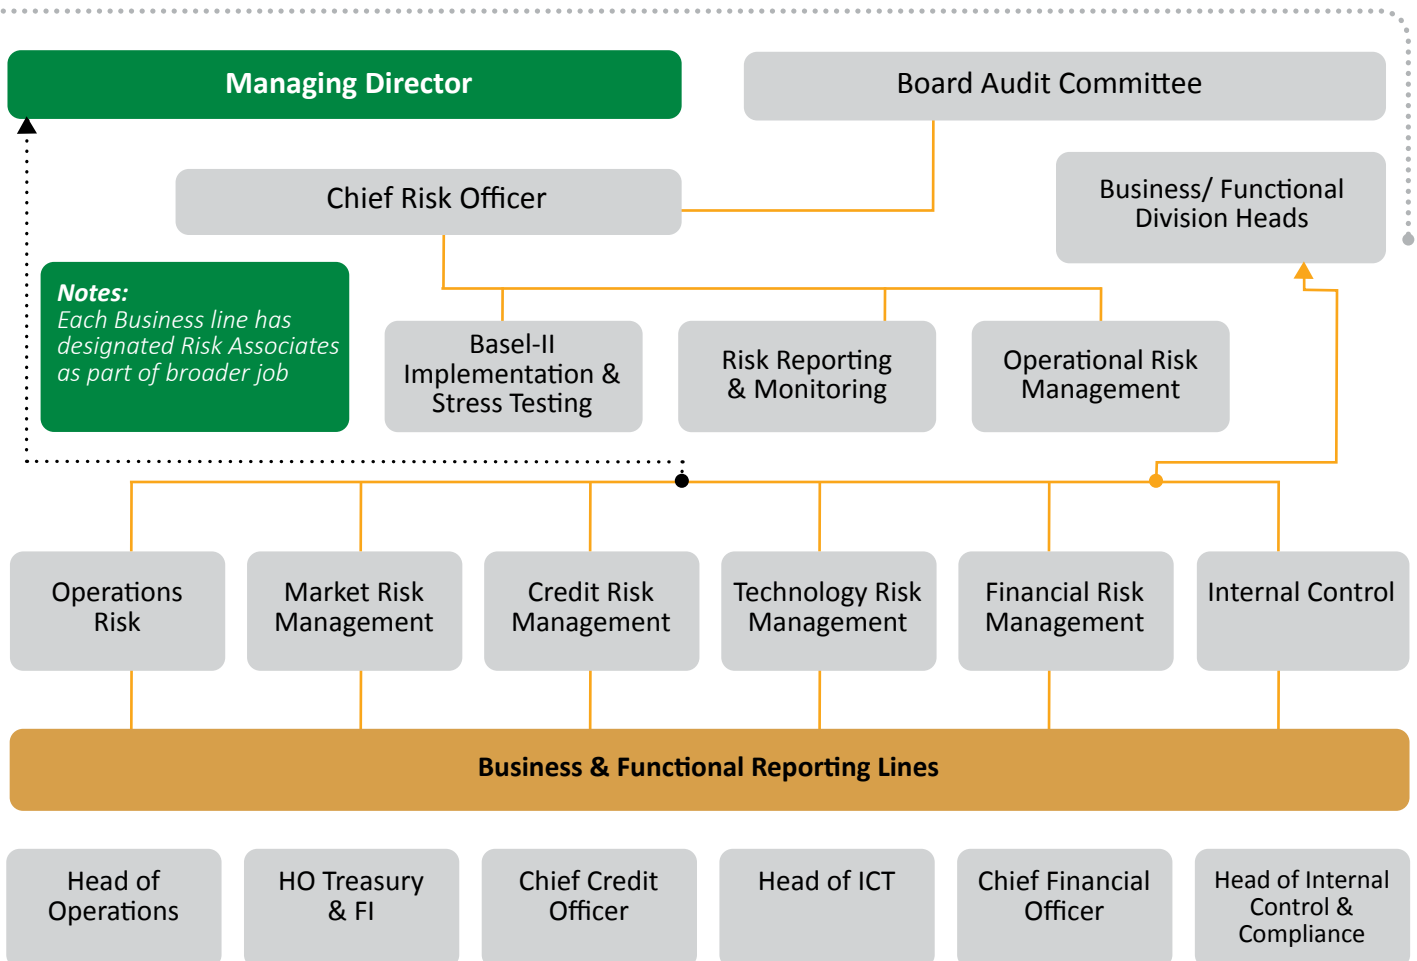 Managing Director
Board Audit Committee
Chief Risk Officer
Business/ Functional
Division Heads
Notes:
Each Business line has
designated Risk Associates
as part of broader job
Basel-II
Implementation &
Stress Testing
Risk Reporting
& Monitoring
Operational Risk
Management
Operations
Risk
Market Risk
Management
Credit Risk
Management
Technology Risk
Management
Financial Risk
Management
Internal Control
Business & Functional Reporting Lines
Head of
Operations
HO Treasury
& FI
Chief Credit
Officer
Head of ICT
Chief Financial
Officer
Head of Internal
Control &
Compliance